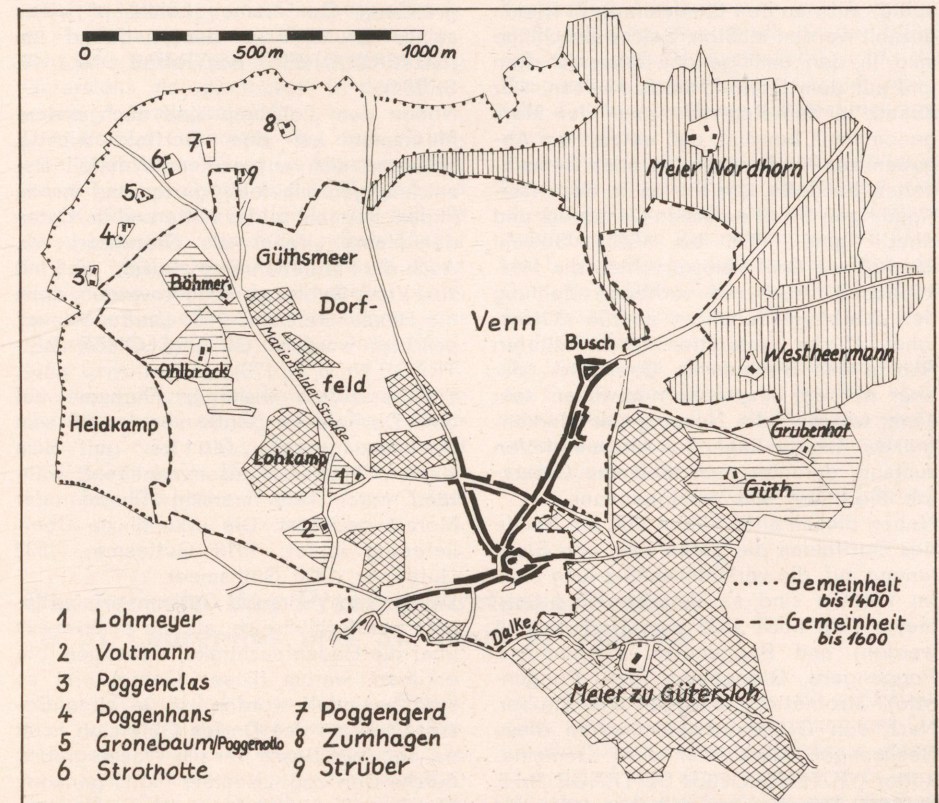 0 500 m 1000 m
8
7
6
9
5
4
3
Meier Nordhorn
Güthsmeer
Böhmer
Dorf-
Venn
Busch
Marienfelder Straße
Ohlbrock
feld
Westheermann
Heidkamp
Grubenhof
Lohkamp
1
Güth
2
Gemeinheit
bis 1400
Gemeinheit
bis 1600
Dalke
Meier zu Gütersloh
1 Lohmeyer
2 Voltmann
3 Poggenclas
4 Poggenhans
5 Gronebaum/Poggenotto
6 Strothotte
7 Poggengerd
8 Zumhagen
9 Strüber